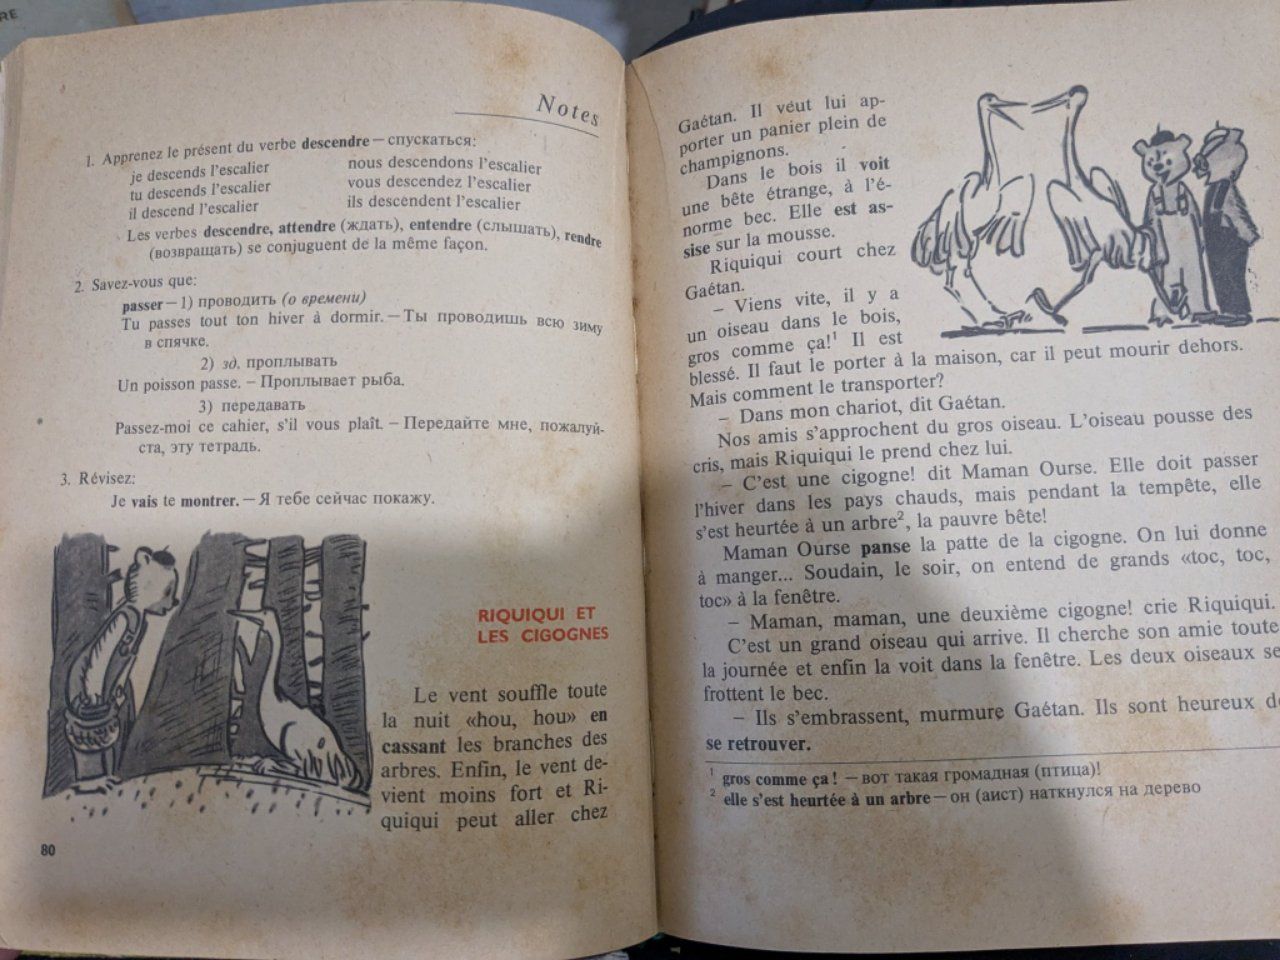 RE
Notes
1. Apprenez le présent du verbe descendre — спускаться:
je descends l'escalier nous descendons l'escalier
tu descends l'escalier vous descendez l'escalier
il descend l'escalier ils descendent l'escalier
Les verbes descendre, attendre (ждать), entendre (слышать), rendre
(возвращать) se conjuguent de la même façon.
2. Savez-vous que:
passer — 1) проводить (о времени)
Tu passes tout ton hiver à dormir. — Ты проводишь всю зиму
в спячке.
2) зд. проплывать
Un poisson passe. – Проплывает рыба.
3) передавать
Passez-moi ce cahier, s'il vous plaît. – Передайте мне, пожалуй-
ста, эту тетрадь.
3. Révisez:
Je vais te montrer. — Я тебе сейчас покажу.
RIQUIQUI ET
LES CIGOGNES
Le vent souffle toute
la nuit «hou, hou» en
cassant les branches des
arbres. Enfin, le vent de-
vient moins fort et Ri-
quiqui peut aller chez
80
Gaétan. Il veut lui ap-
porter un panier plein de
champignons.
Dans le bois il voit
une bête étrange, à l'é-
norme bec. Elle est as-
sise sur la mousse.
Riquiqui court chez
Gaétan.
– Viens vite, il y a
un oiseau dans le bois,
gros comme ça!¹ Il est
blessé. Il faut le porter à la maison, car il peut mourir dehors.
Mais comment le transporter?
– Dans mon chariot, dit Gaétan.
Nos amis s'approchent du gros oiseau. L'oiseau pousse des
cris, mais Riquiqui le prend chez lui.
– C'est une cigogne! dit Maman Ourse. Elle doit passer
l'hiver dans les pays chauds, mais pendant la tempête, elle
s'est heurtée à un arbre², la pauvre bête!
Maman Ourse panse la patte de la cigogne. On lui donne
à manger... Soudain, le soir, on entend de grands «toc, toc,
toc» à la fenêtre.
– Maman, maman, une deuxième cigogne! crie Riquiqui.
C'est un grand oiseau qui arrive. Il cherche son amie toute
la journée et enfin la voit dans la fenêtre. Les deux oiseaux se
frottent le bec.
– Ils s'embrassent, murmure Gaétan. Ils sont heureux de
se retrouver.
¹ gros comme ça! — вот такая громадная (птица)!
² elle s'est heurtée à un arbre — он (аист) наткнулся на дерево